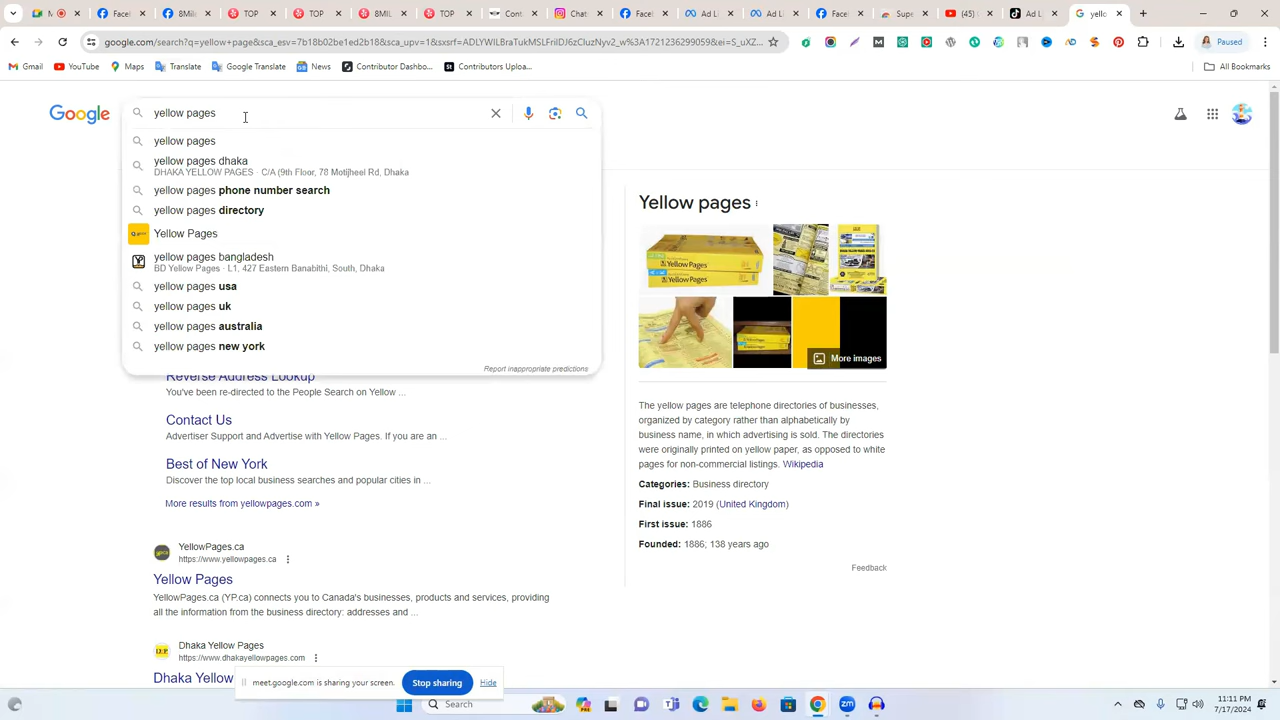 TOP
Chat
Supe
(45)
Ad L
yello
google.com/search?q=yellow+page&sca_esv=7b18b02be1ed2b18&sca_upv=1&sxsrf=ADLYWILBraTukMSLFriIDJ6zCluzNyv2_w%3A1721236299059&ei=S_uXZ...
Paused
Gmail
YouTube
Maps
Translate
Google Translate
News
Contributor Dashbo...
Contributors Uploa...
All Bookmarks
Google
yellow pages
yellow pages
yellow pages dhaka
DHAKA YELLOW PAGES · C/A (9th Floor, 78 Motijheel Rd, Dhaka
yellow pages phone number search
yellow pages directory
Yellow Pages
yellow pages bangladesh
BD Yellow Pages · L1, 427 Eastern Banabithi, South, Dhaka
yellow pages usa
yellow pages uk
yellow pages australia
yellow pages new york
Report inappropriate predictions
Reverse Address Lookup
You've been re-directed to the People Search on Yellow ...
Contact Us
Advertiser Support and Advertise with Yellow Pages. If you are an ...
Best of New York
Discover the top local business searches and popular cities in ...
More results from yellowpages.com »
YellowPages.ca
https://www.yellowpages.ca
Yellow Pages
YellowPages.ca (YP.ca) connects you to Canada's businesses, products and services, providing
all the information from the business directory: addresses and ...
Dhaka Yellow Pages
https://www.dhakayellowpages.com
Dhaka Yellow
Yellow pages
YellowPages
YellowPages
More images
The yellow pages are telephone directories of businesses,
organized by category rather than alphabetically by
business name, in which advertising is sold. The directories
were originally printed on yellow paper, as opposed to white
pages for non-commercial listings. Wikipedia
Categories: Business directory
Final issue: 2019 (United Kingdom)
First issue: 1886
Founded: 1886; 138 years ago
Feedback
meet.google.com is sharing your screen.
Stop sharing
Hide
Search
11:11 PM
7/17/2024